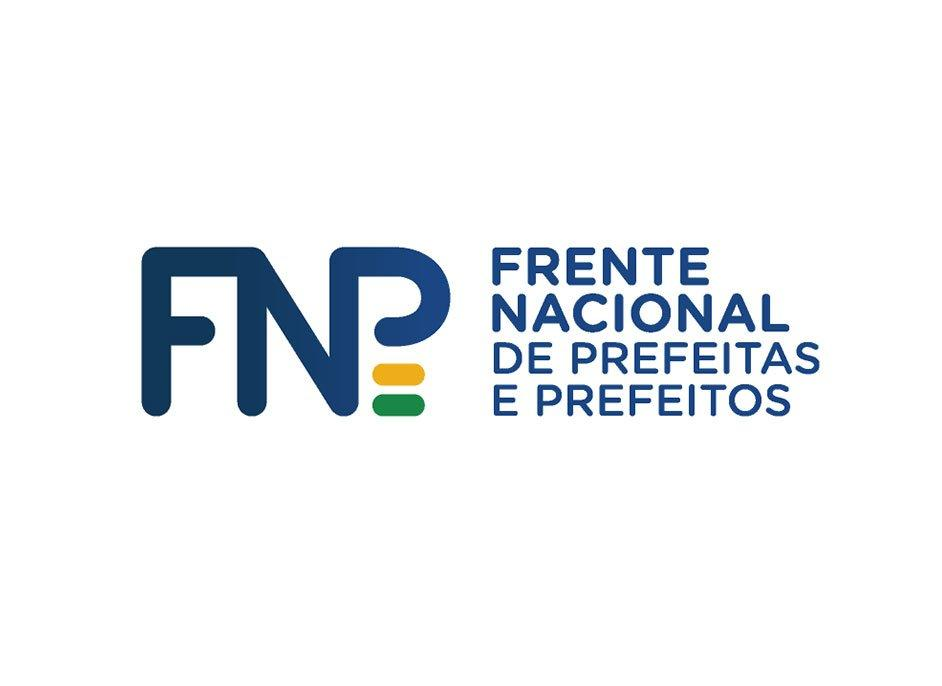 FNP
FRENTE
NACIONAL
DE PREFEITAS
E PREFEITOS